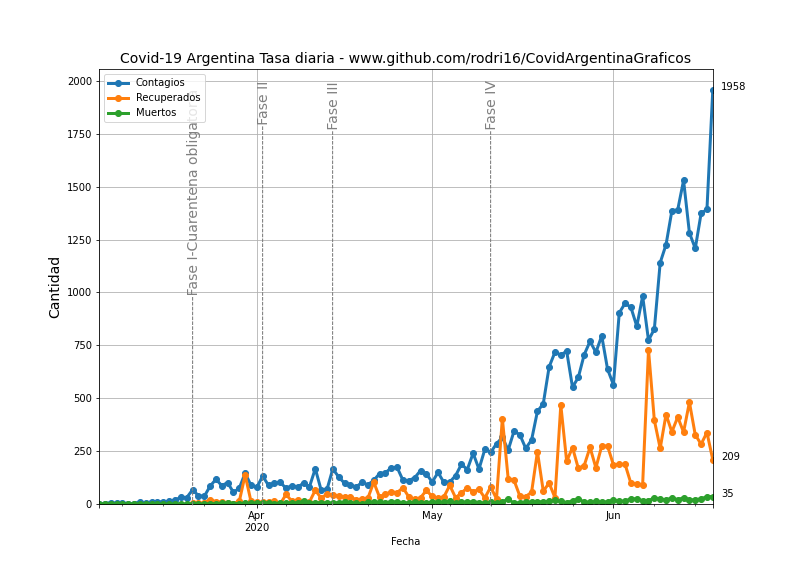 Covid-19 Argentina Tasa diaria - www.github.com/rodri16/CovidArgentinaGraficos
Contagios
Recuperados
Muertos
Fase I-Cuarentena obligatoria
Fase II
Fase III
Fase IV
2000
1750
1500
1250
1000
750
500
250
0
Cantidad
1958
209
35
Apr
2020
May
Jun
Fecha